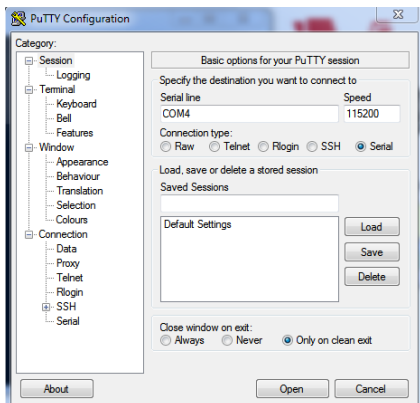 PuTTY Configuration
Category:
Session
Logging
Terminal
Keyboard
Bell
Features
Window
Appearance
Behaviour
Translation
Selection
Colours
Connection
Data
Proxy
Telnet
Rlogin
SSH
Serial
Basic options for your PuTTY session
Specify the destination you want to connect to
Serial line Speed
COM4 115200
Connection type:
Raw Telnet Rlogin SSH Serial
Load, save or delete a stored session
Saved Sessions
Default Settings
Load
Save
Delete
Close window on exit:
Always Never Only on clean exit
About Open Cancel